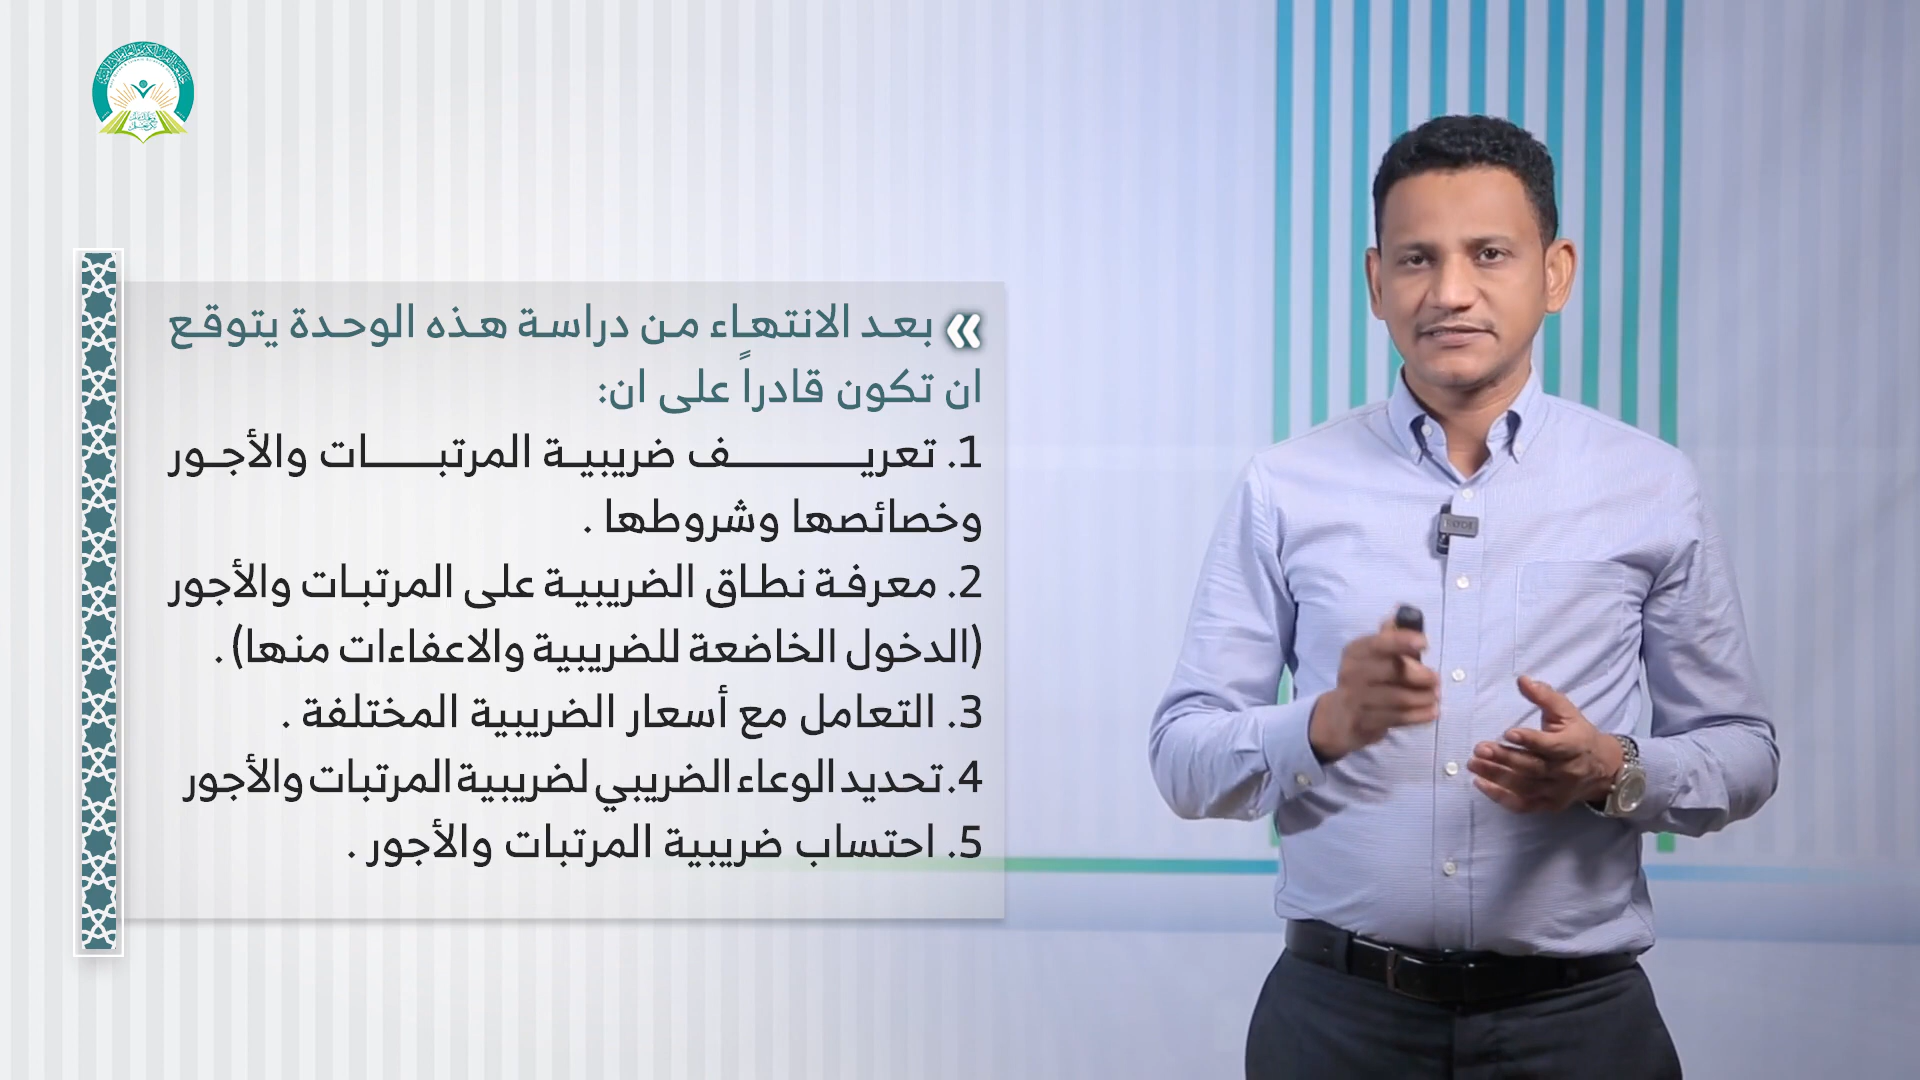 بعد الانتهاء من دراسة هذه الوحدة يتوقع
ان تكون قادراً على ان:
1. تعريف ضريبية المرتبات والأجور
وخصائصها وشروطها .
2. معرفة نطاق الضريبية على المرتبات والأجور
(الدخول الخاضعة للضريبية والاعفاءات منها) .
3. التعامل مع أسعار الضريبية المختلفة .
4. تحديد الوعاء الضريبي لضريبية المرتبات والأجور
5. احتساب ضريبية المرتبات والأجور .